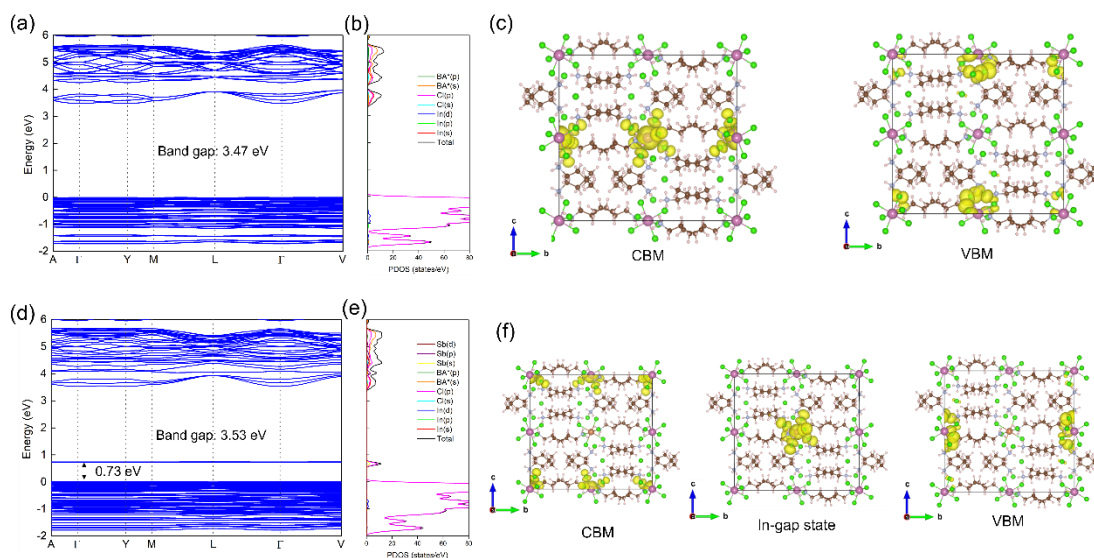 (a)
6
5
4
3
2
1
0
-1
-2
Energy (eV)
Band gap: 3.47 eV
A Γ Y M L Γ V
(b)
BA*(p)
BA*(s)
Cl(p)
Cl(s)
In(d)
In(p)
In(s)
Total
0 20 40 60 80
PDOS (states/eV)
(c)
c
b
CBM
c
b
VBM
(d)
6
5
4
3
2
1
0
-1
-2
Energy (eV)
Band gap: 3.53 eV
0.73 eV
A Γ Y M L Γ V
(e)
Sb(d)
Sb(p)
Sb(s)
BA*(p)
BA*(s)
Cl(p)
Cl(s)
In(d)
In(p)
In(s)
Total
0 20 40 60 80
PDOS (states/eV)
(f)
c
b
CBM
c
b
In-gap state
c
b
VBM